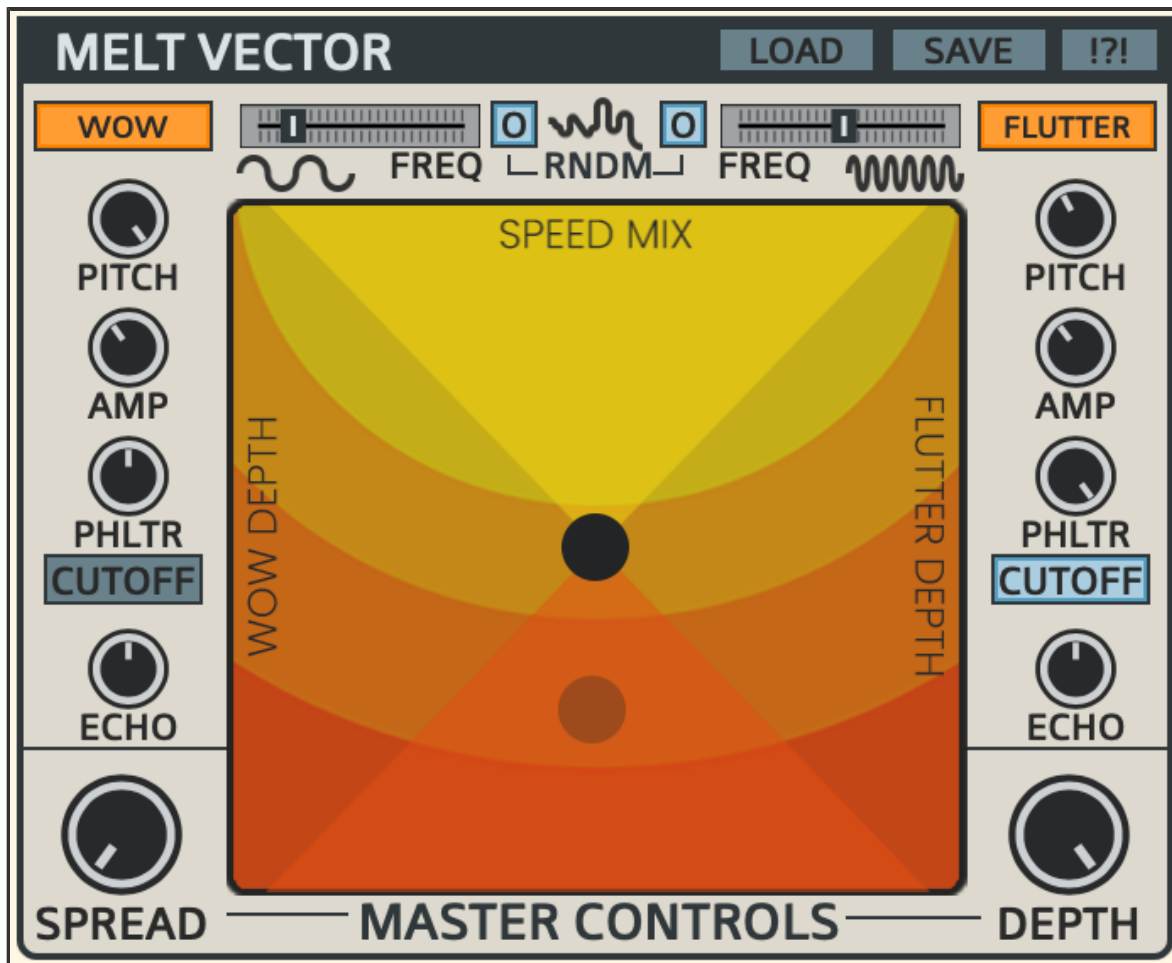 MELT VECTOR LOAD SAVE !?!
WOW O O FLUTTER
FREQ RNDM FREQ
SPEED MIX
PITCH PITCH
AMP AMP
WOW DEPTH FLUTTER DEPTH
PHLTR PHLTR
CUTOFF CUTOFF
ECHO ECHO
SPREAD MASTER CONTROLS DEPTH